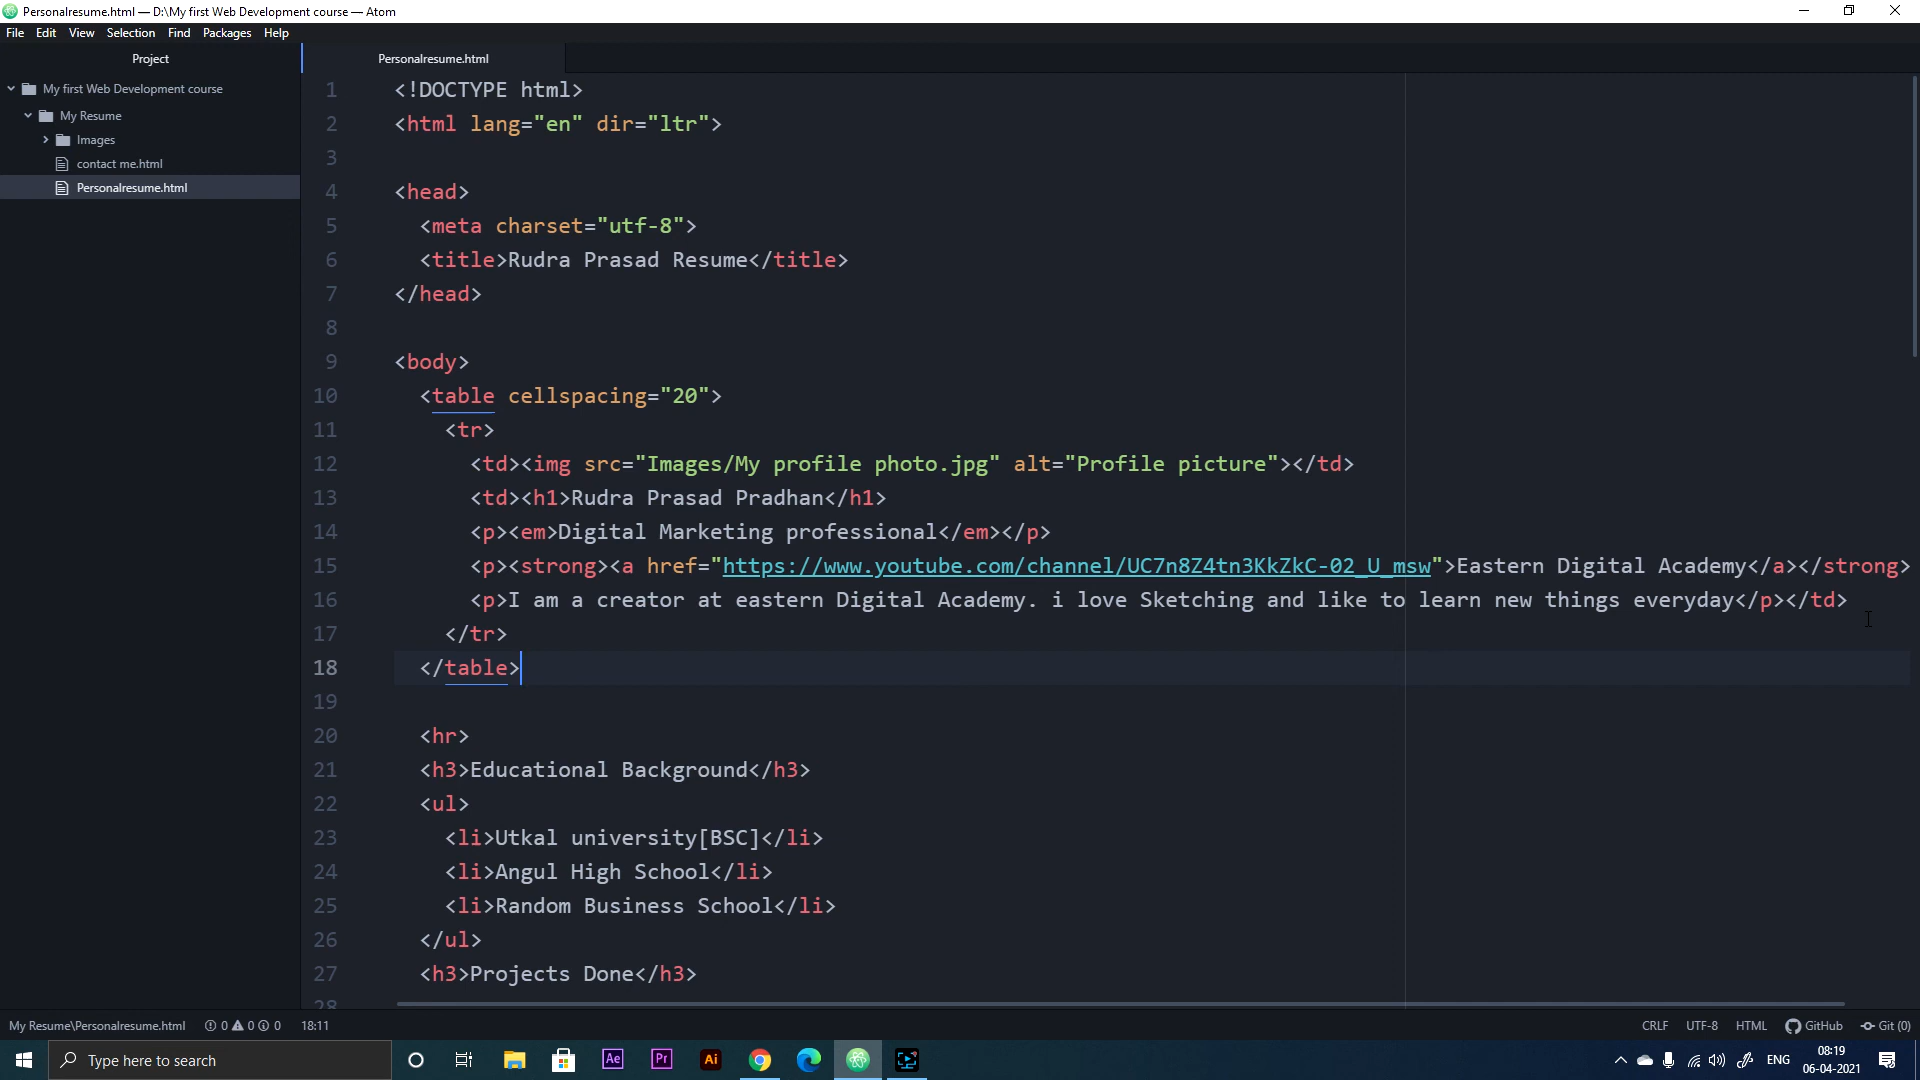 Personalresume.html — D:\My first Web Development course — Atom
File Edit View Selection Find Packages Help
Project
My first Web Development course
My Resume
Images
contact me.html
Personalresume.html
Personalresume.html
1 <!DOCTYPE html>
2 <html lang="en" dir="ltr">
3
4 <head>
5 <meta charset="utf-8">
6 <title>Rudra Prasad Resume</title>
7 </head>
8
9 <body>
10 <table cellspacing="20">
11 <tr>
12 <td><img src="Images/My profile photo.jpg" alt="Profile picture"></td>
13 <td><h1>Rudra Prasad Pradhan</h1>
14 <p><em>Digital Marketing professional</em></p>
15 <p><strong><a href="https://www.youtube.com/channel/UC7n8Z4tn3KkZkC-02_U_msw">Eastern Digital Academy</a></strong>
16 <p>I am a creator at eastern Digital Academy. i love Sketching and like to learn new things everyday</p></td>
17 </tr>
18 </table>
19
20 <hr>
21 <h3>Educational Background</h3>
22 <ul>
23 <li>Utkal university[BSC]</li>
24 <li>Angul High School</li>
25 <li>Random Business School</li>
26 </ul>
27 <h3>Projects Done</h3>
28
My Resume\Personalresume.html 0 0 0 18:11 CRLF UTF-8 HTML GitHub Git (0)
Type here to search
Ae Pr Ai
ENG
08:19
06-04-2021